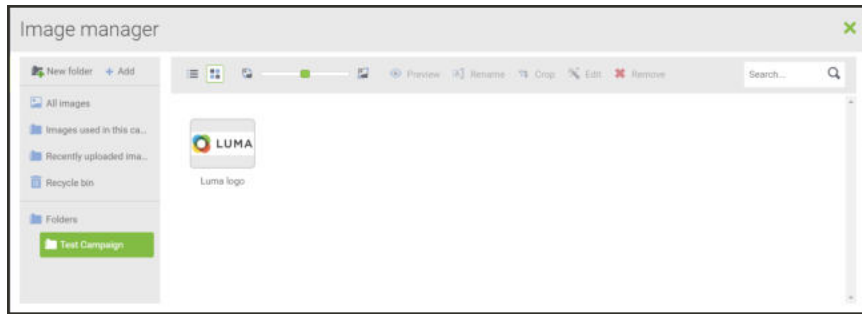 Image manager
New folder + Add
Preview Rename Crop Edit Remove
Search...
All images
Images used in this ca...
Recently uploaded ima...
Recycle bin
Folders
Test Campaign
LUMA
Luma logo